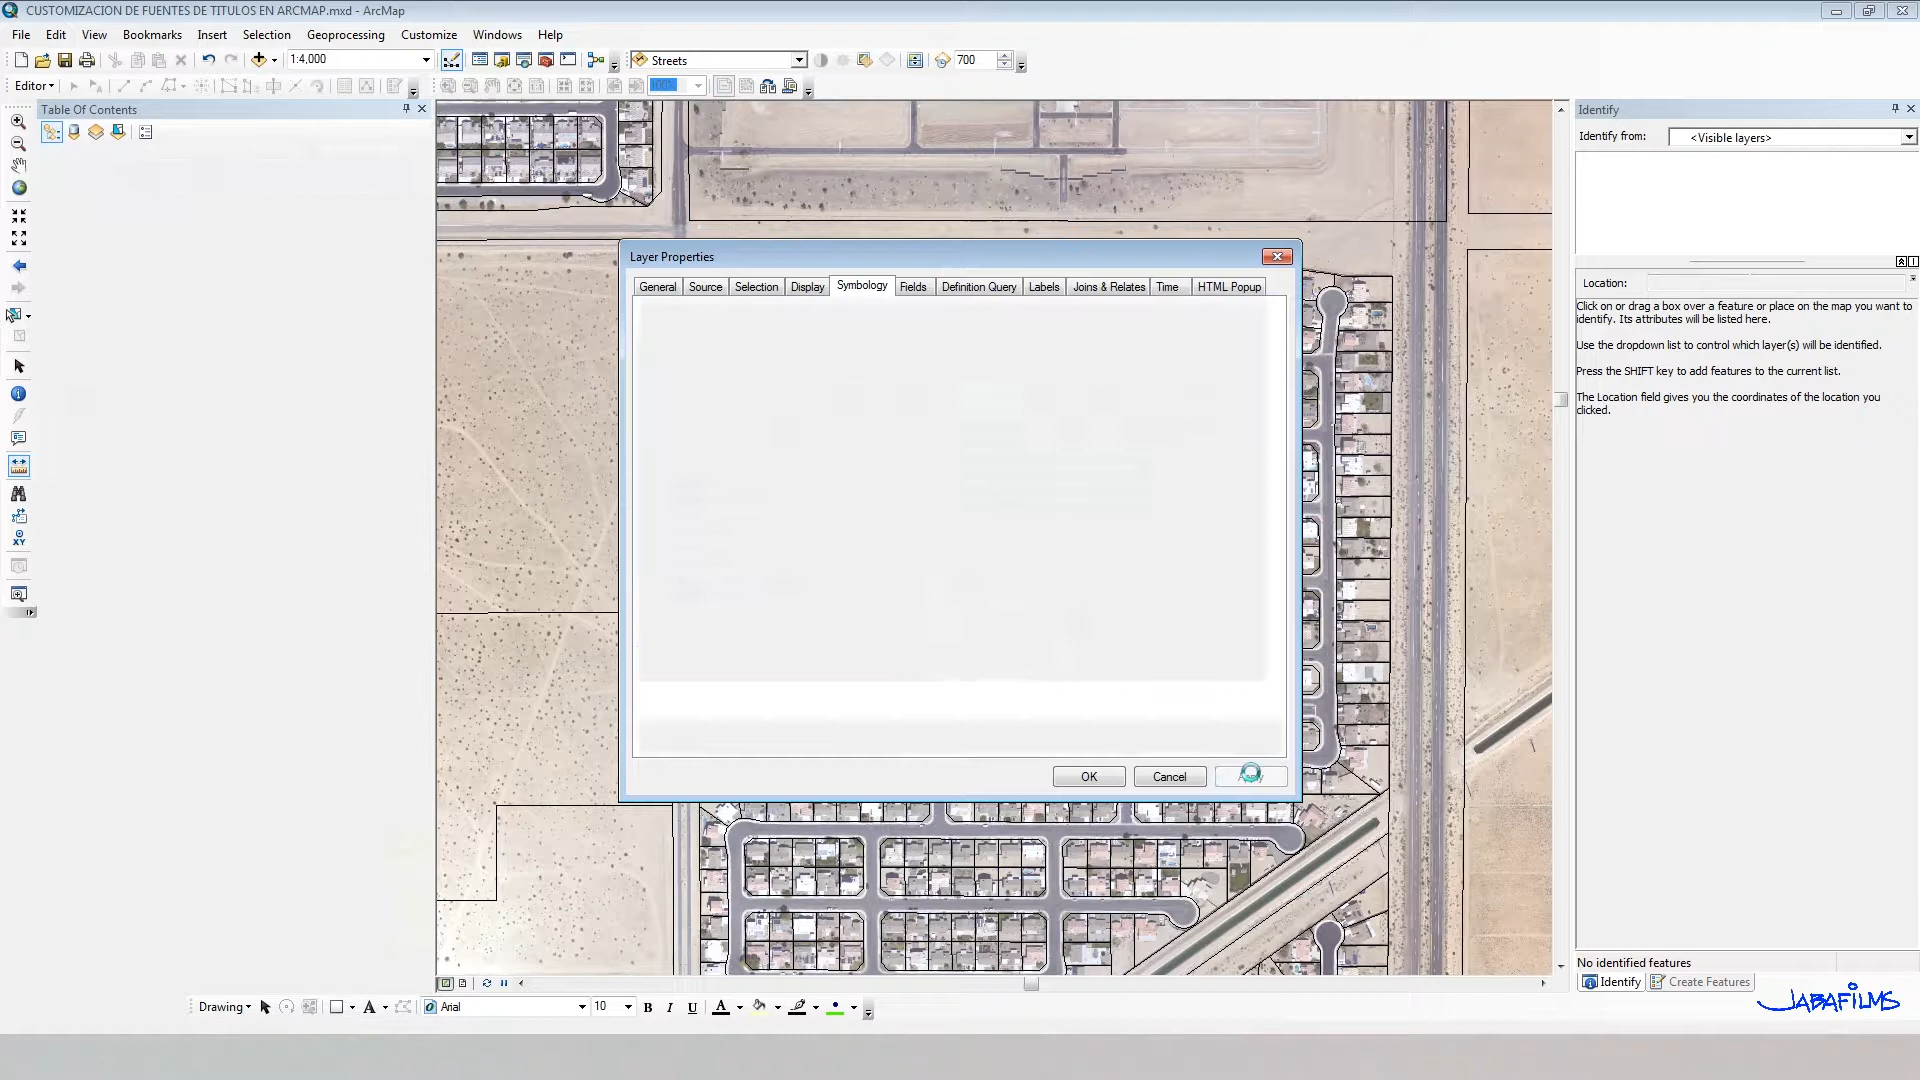 CUSTOMIZACION DE FUENTES DE TITULOS EN ARCMAP.mxd - ArcMap
File Edit View Bookmarks Insert Selection Geoprocessing Customize Windows Help
1:4,000 Streets 700
Editor 100%
Table Of Contents
Identify
Identify from: <Visible layers>
Location:
Click on or drag a box over a feature or place on the map you want to
identify. Its attributes will be listed here.
Use the dropdown list to control which layer(s) will be identified.
Press the SHIFT key to add features to the current list.
The Location field gives you the coordinates of the location you
clicked.
Layer Properties
General Source Selection Display Symbology Fields Definition Query Labels Joins & Relates Time HTML Popup
OK Cancel Apply
XY
No identified features
Identify Create Features
JABAFILMS
Drawing A Arial 10 B I U A